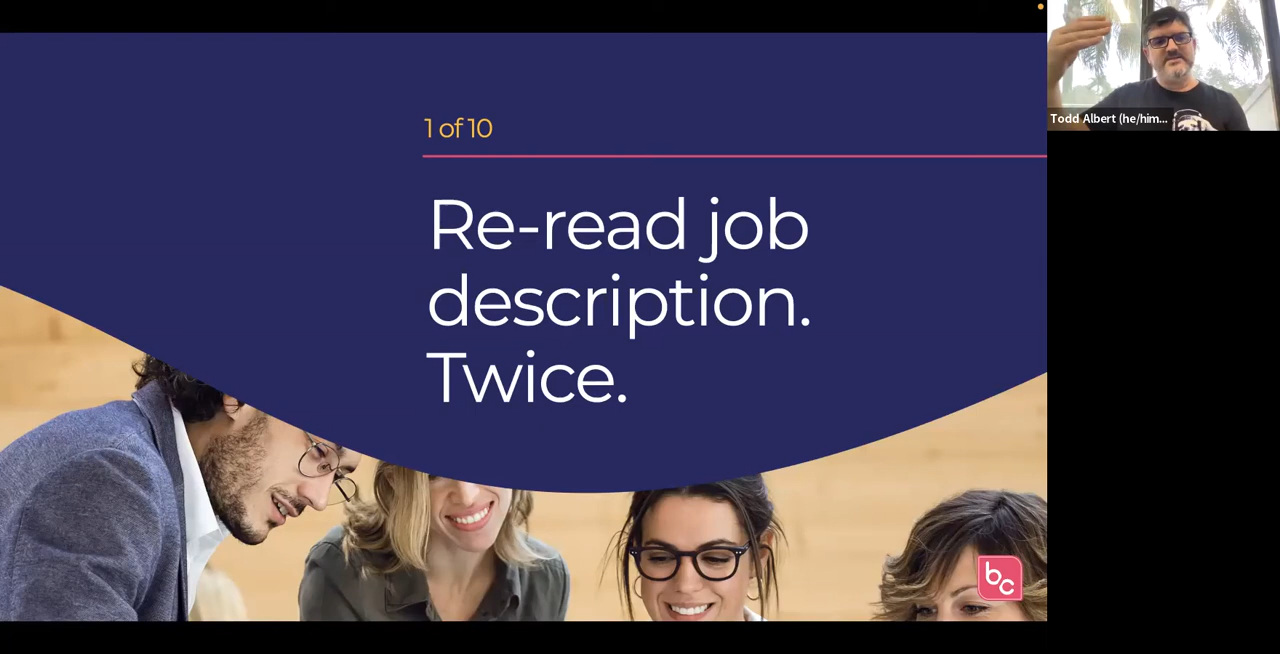 1 of 10
Re-read job
description.
Twice.
bc
Todd Albert (he/him...